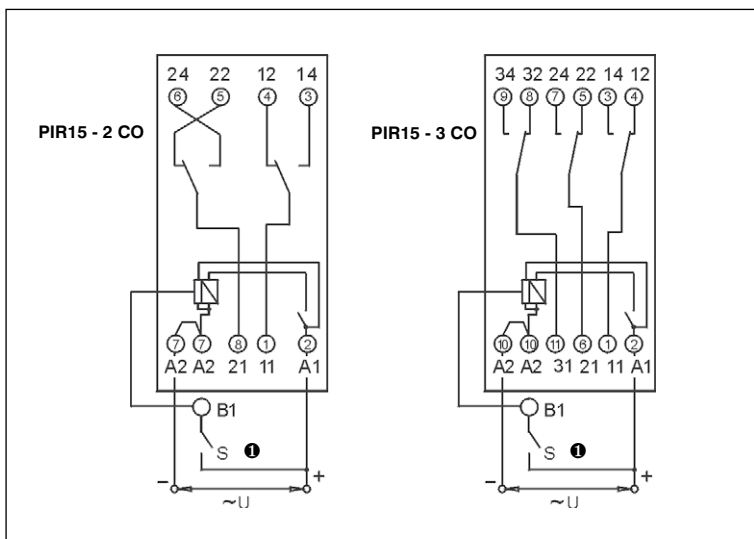 PIR15 - 2 CO
24 22 12 14
6 5 4 3
7 7 8 1 2
A2 A2 21 11 A1
B1
S ❶
− +
~U
PIR15 - 3 CO
34 32 24 22 14 12
9 8 7 5 3 4
10 10 11 6 1 2
A2 A2 31 21 11 A1
B1
S ❶
− +
~U